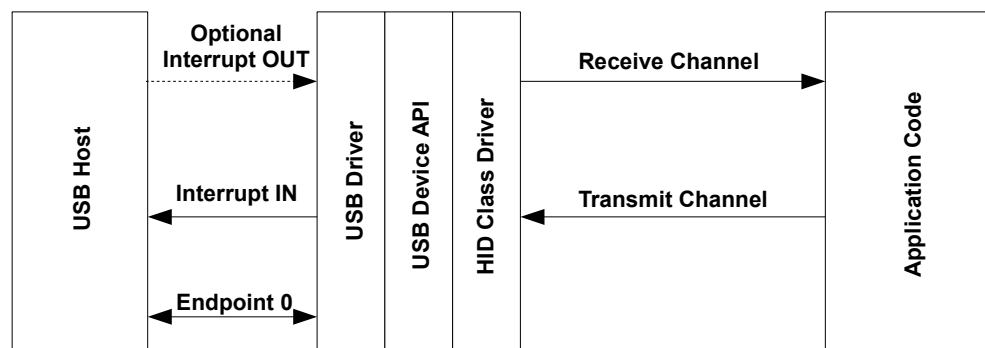 USB Host
Optional
Interrupt OUT
Interrupt IN
Endpoint 0
USB Driver
USB Device API
HID Class Driver
Receive Channel
Transmit Channel
Application Code